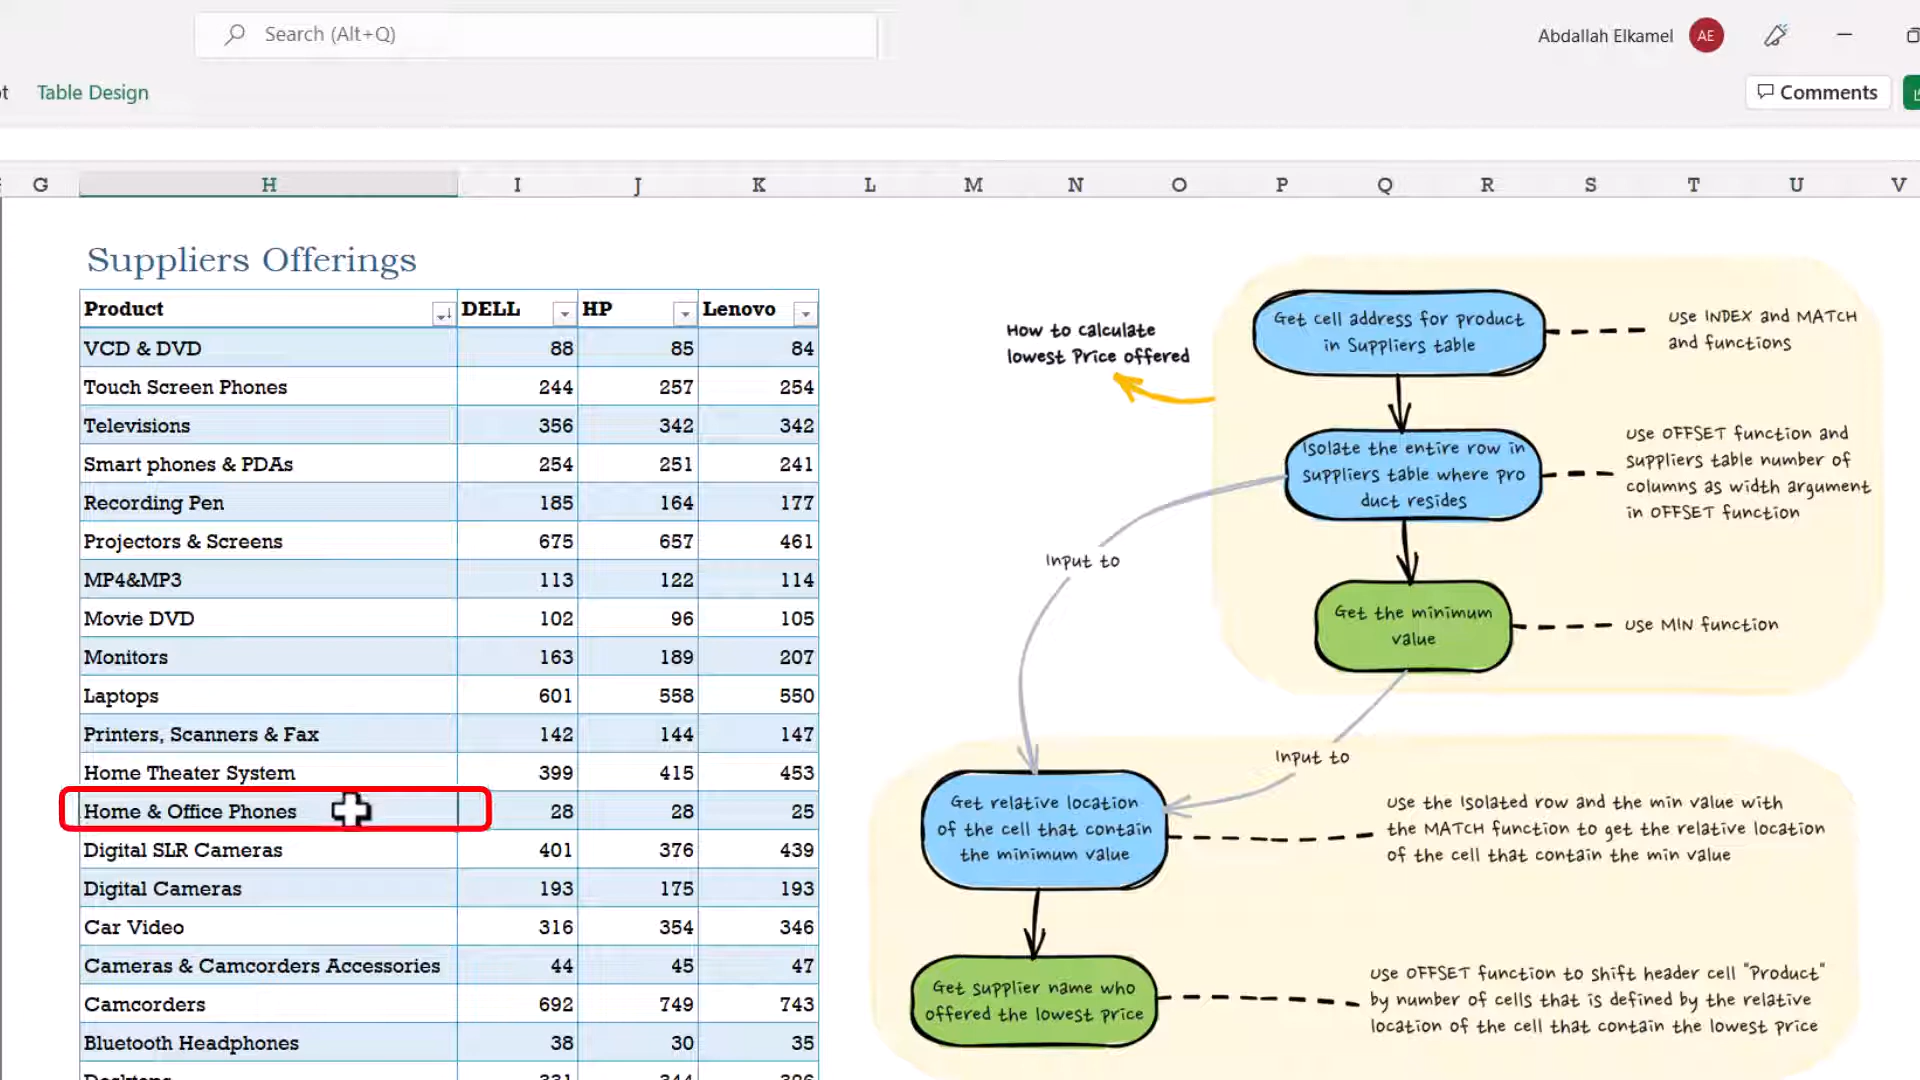 Search (Alt+Q)
Abdallah Elkamel
AE
Table Design
Comments
G H I J K L M N O P Q R S T U V
Suppliers Offerings
Product DELL HP Lenovo
VCD & DVD 88 85 84
Touch Screen Phones 244 257 254
Televisions 356 342 342
Smart phones & PDAs 254 251 241
Recording Pen 185 164 177
Projectors & Screens 675 657 461
MP4&MP3 113 122 114
Movie DVD 102 96 105
Monitors 163 189 207
Laptops 601 558 550
Printers, Scanners & Fax 142 144 147
Home Theater System 399 415 453
Home & Office Phones 28 28 25
Digital SLR Cameras 401 376 439
Digital Cameras 193 175 193
Car Video 316 354 346
Cameras & Camcorders Accessories 44 45 47
Camcorders 692 749 743
Bluetooth Headphones 38 30 35
How to calculate
lowest Price offered
Get cell address for product
in Suppliers table
Use INDEX and MATCH
and functions
Isolate the entire row in
suppliers table where pro
duct resides
Use OFFSET function and
suppliers table number of
columns as width argument
in OFFSET function
Input to
Get the minimum
value
Use MIN function
Input to
Get relative location
of the cell that contain
the minimum value
Use the Isolated row and the min value with
the MATCH function to get the relative location
of the cell that contain the min value
Get supplier name who
offered the lowest price
Use OFFSET function to shift header cell "Product"
by number of cells that is defined by the relative
location of the cell that contain the lowest price